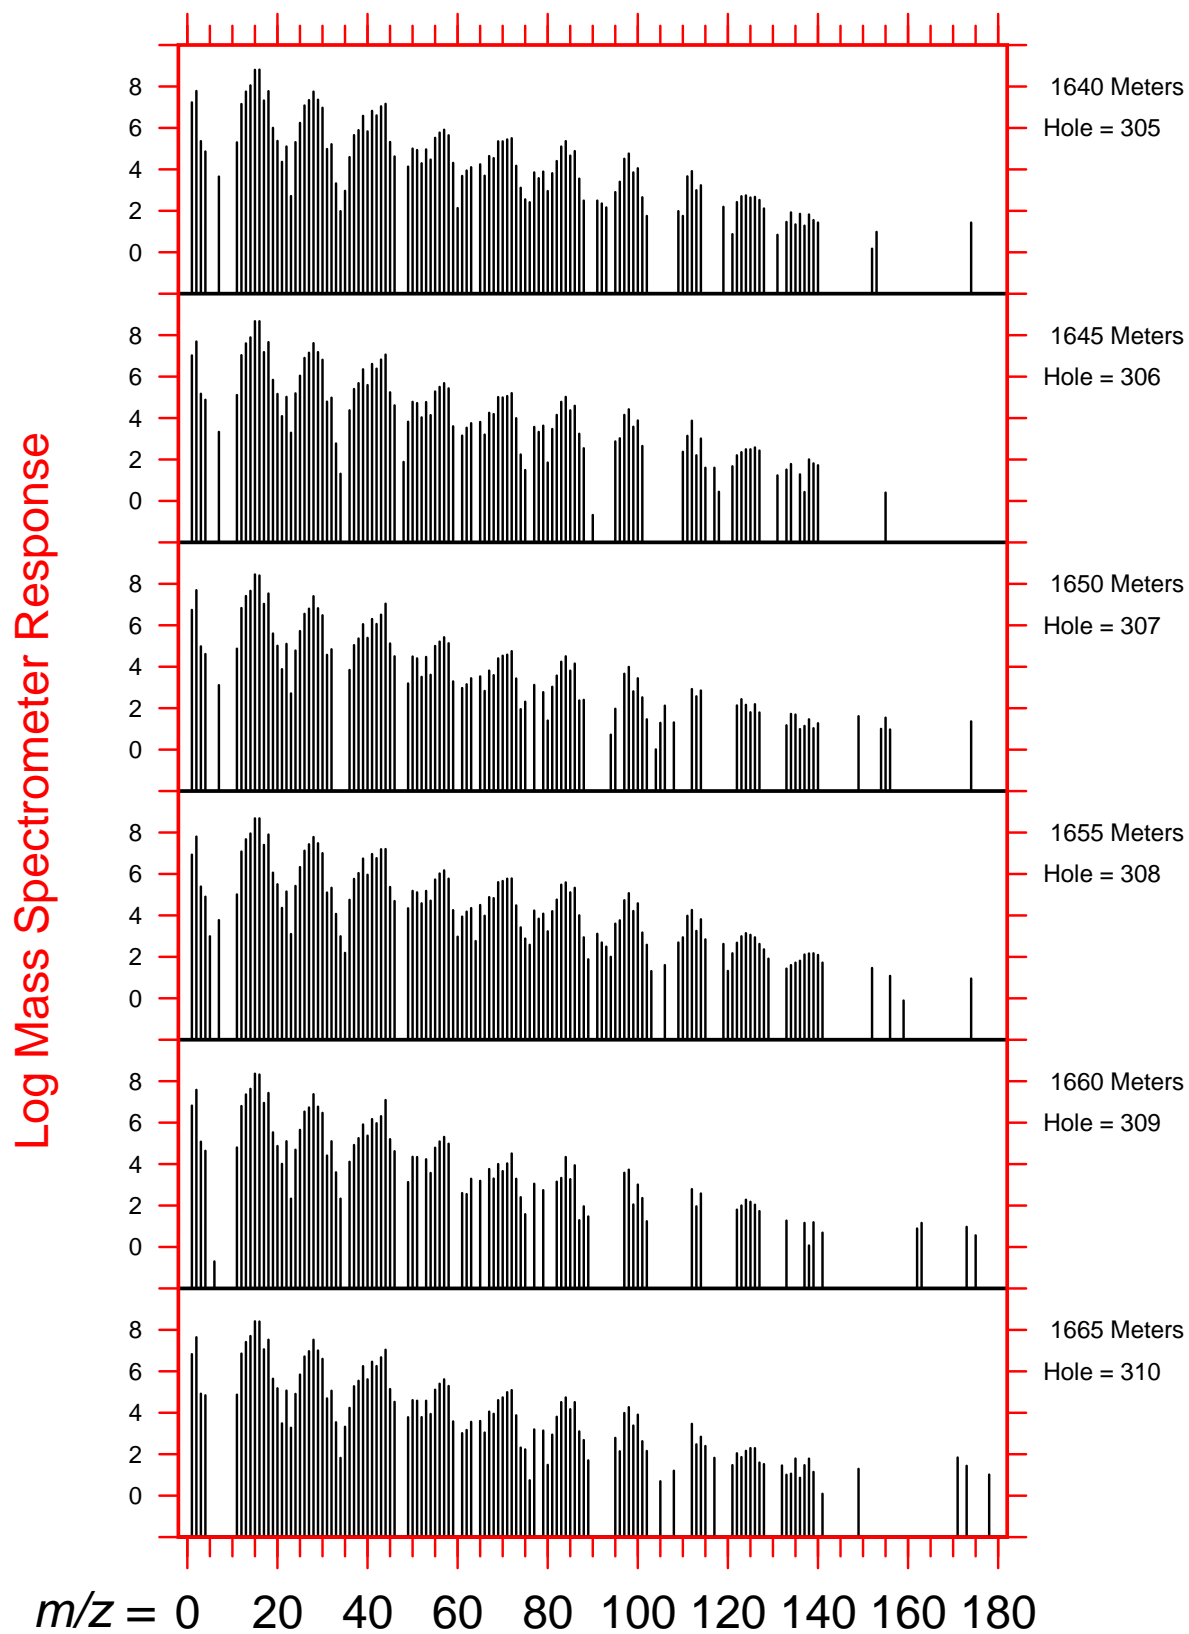 Log Mass Spectrometer Response
8
6
4
2
0
1640 Meters
Hole = 305
8
6
4
2
0
1645 Meters
Hole = 306
8
6
4
2
0
1650 Meters
Hole = 307
8
6
4
2
0
1655 Meters
Hole = 308
8
6
4
2
0
1660 Meters
Hole = 309
8
6
4
2
0
1665 Meters
Hole = 310
m/z = 0 20 40 60 80 100 120 140 160 180